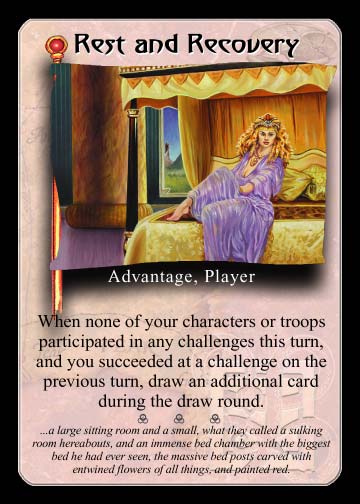 Rest and Recovery
Advantage, Player
When none of your characters or troops
participated in any challenges this turn,
and you succeeded at a challenge on the
previous turn, draw an additional card
during the draw round.
...a large sitting room and a small, what they called a sulking
room hereabouts, and an immense bed chamber with the biggest
bed he had ever seen, the massive bed posts carved with
entwined flowers of all things, and painted red.